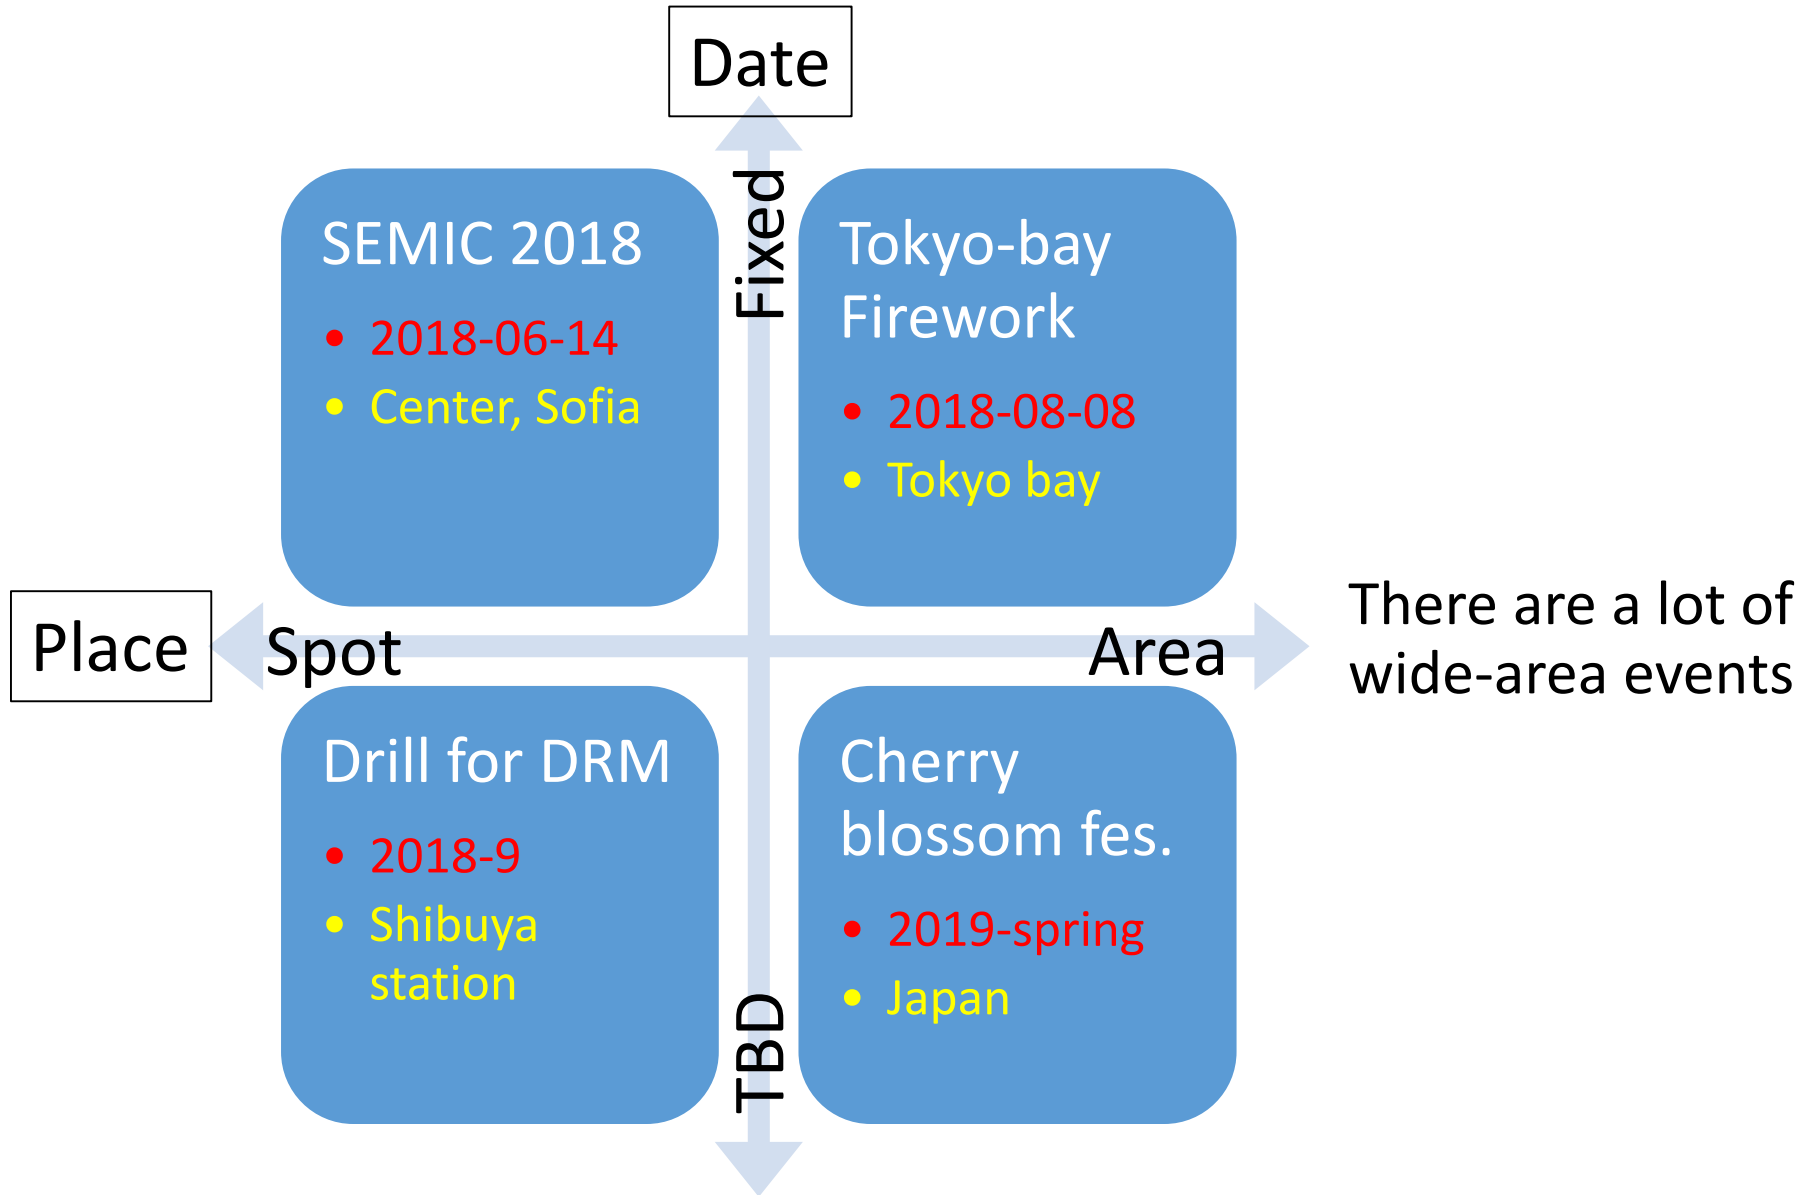 Date
Fixed
SEMIC 2018
• 2018-06-14
• Center, Sofia
Tokyo-bay
Firework
• 2018-08-08
• Tokyo bay
Place
Spot
Area
There are a lot of
wide-area events
Drill for DRM
• 2018-9
• Shibuya
station
Cherry
blossom fes.
• 2019-spring
• Japan
TBD